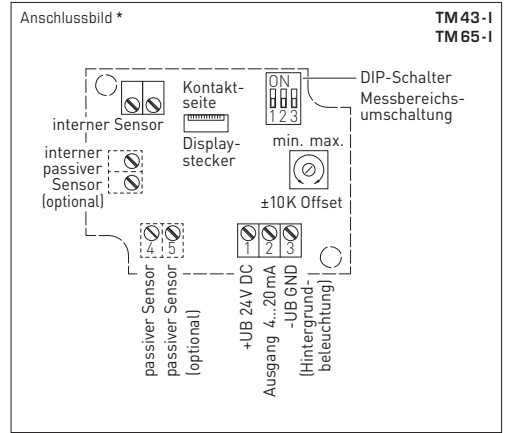 Anschlussbild *
TM 43 - I
TM 65 - I
interner Sensor
Kontakt-
seite
ON
1 2 3
DIP-Schalter
Messbereichs-
umschaltung
interner
passiver
Sensor
(optional)
Display-
stecker
min. max.
±10K Offset
4 5
1 2 3
passiver Sensor
passiver Sensor
(optional)
+UB 24V DC
Ausgang 4...20mA
-UB GND
(Hintergrund-
beleuchtung)